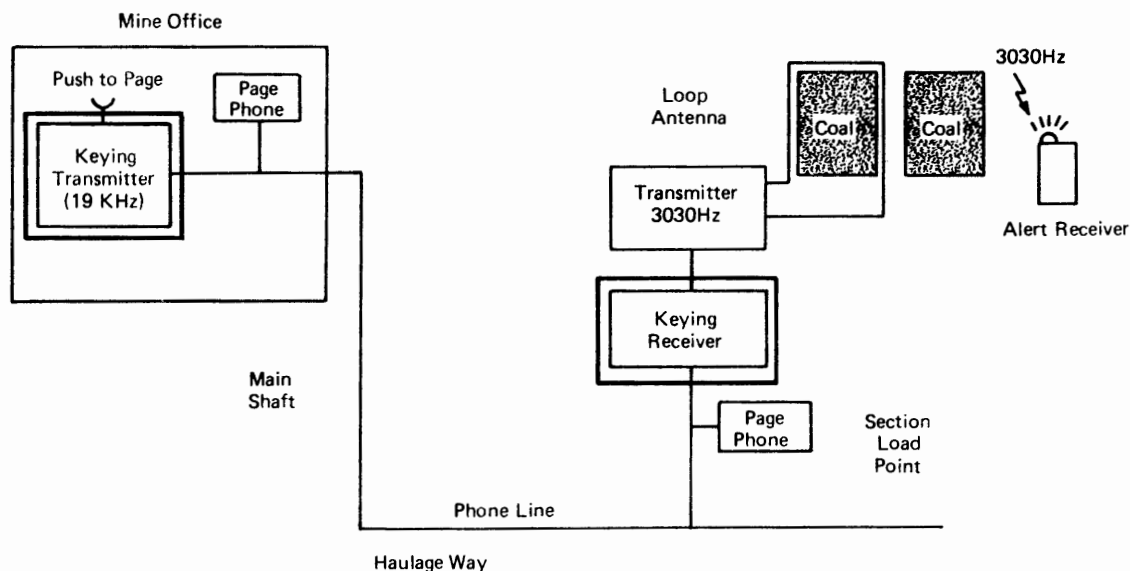 Mine Office
Push to Page
Keying
Transmitter
(19 KHz)
Page
Phone
Main
Shaft
Loop
Antenna
Coal
Coal
3030Hz
Alert Receiver
Transmitter
3030Hz
Keying
Receiver
Page
Phone
Section
Load
Point
Phone Line
Haulage Way